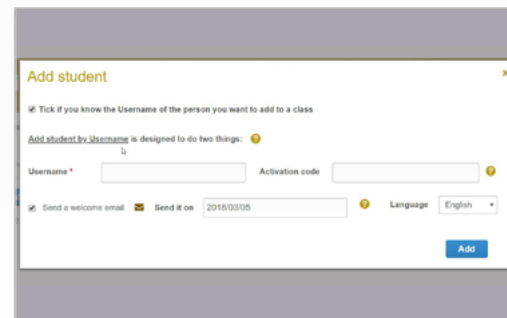 Add student
Tick if you know the Username of the person you want to add to a class
Add student by Username is designed to do two things: ?
Username * Activation code ?
Send a welcome email Send it on 2018/03/05 ? Language English
Add